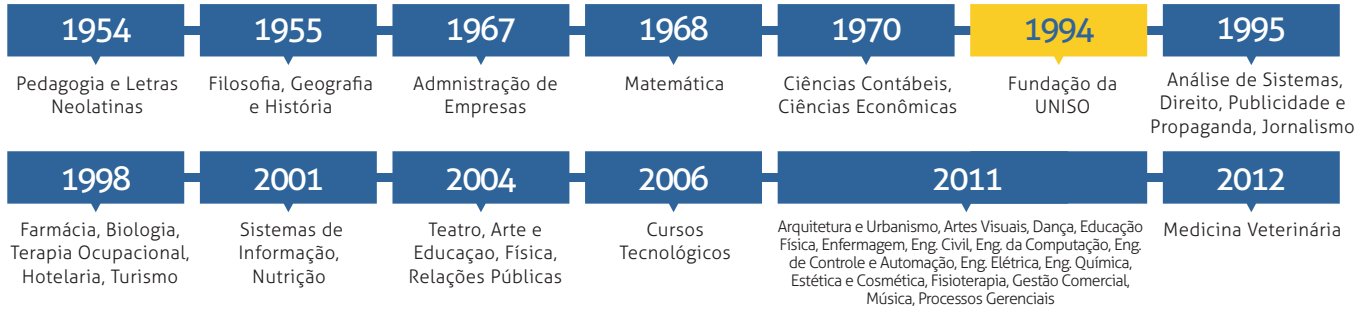 1954
Pedagogia e Letras
Neolatinas
1955
Filosofia, Geografia
e História
1967
Admnistração de
Empresas
1968
Matemática
1970
Ciências Contábeis,
Ciências Econômicas
1994
Fundação da
UNISO
1995
Análise de Sistemas,
Direito, Publicidade e
Propaganda, Jornalismo
1998
Farmácia, Biologia,
Terapia Ocupacional,
Hotelaria, Turismo
2001
Sistemas de
Informação,
Nutrição
2004
Teatro, Arte e
Educaçao, Física,
Relações Públicas
2006
Cursos
Tecnológicos
2011
Arquitetura e Urbanismo, Artes Visuais, Dança, Educação
Física, Enfermagem, Eng. Civil, Eng. da Computação, Eng.
de Controle e Automação, Eng. Elétrica, Eng. Química,
Estética e Cosmética, Fisioterapia, Gestão Comercial,
Música, Processos Gerenciais
2012
Medicina Veterinária